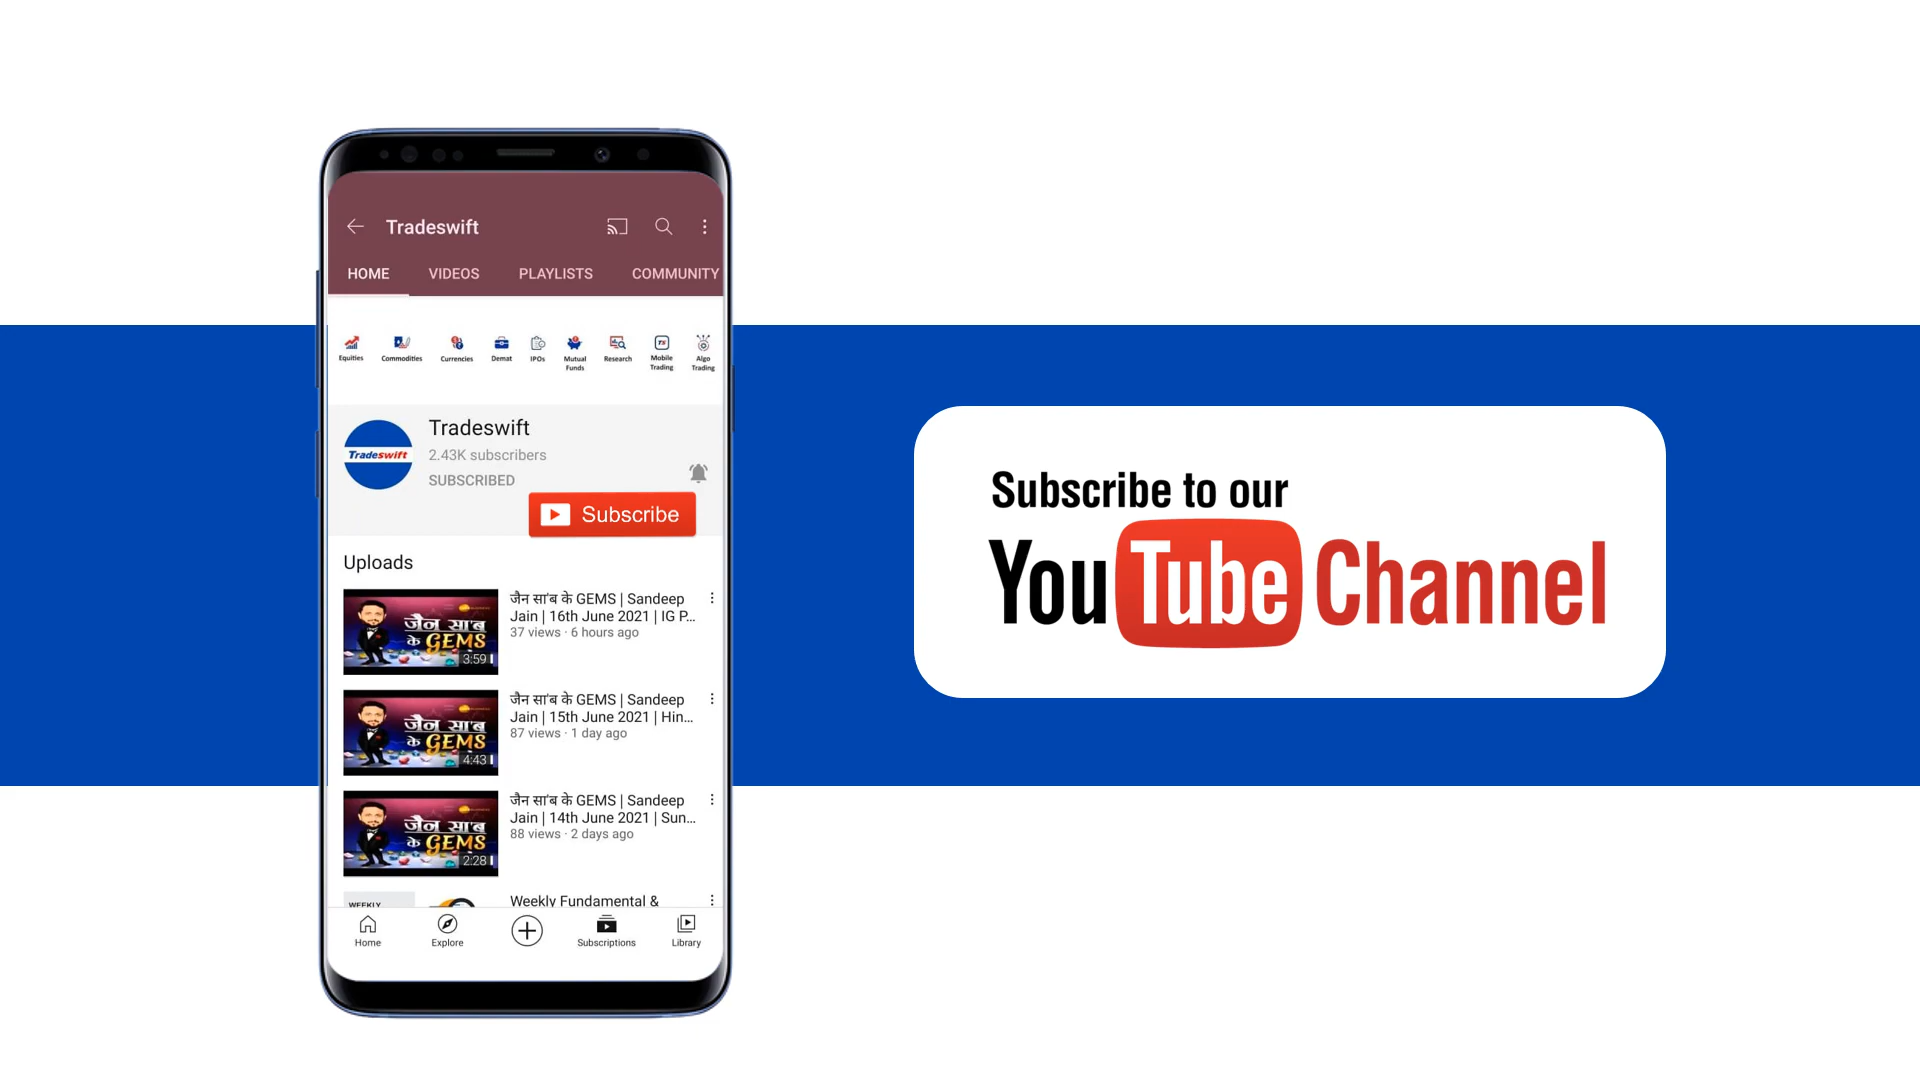 Tradeswift
HOME VIDEOS PLAYLISTS COMMUNITY
Equities Commodities Currencies Demat IPOs Mutual Funds Research Mobile Trading Algo Trading
TS
Tradeswift
Tradeswift
2.43K subscribers
SUBSCRIBED
Subscribe
Uploads
जैन सा'ब के GEMS
3:59
जैन सा'ब के GEMS | Sandeep
Jain | 16th June 2021 | IG P...
37 views · 6 hours ago
जैन सा'ब के GEMS
4:43
जैन सा'ब के GEMS | Sandeep
Jain | 15th June 2021 | Hin...
87 views · 1 day ago
जैन सा'ब के GEMS
2:28
जैन सा'ब के GEMS | Sandeep
Jain | 14th June 2021 | Sun...
88 views · 2 days ago
WEEKLY
Weekly Fundamental &
Home Explore Subscriptions Library
Subscribe to our
YouTube Channel